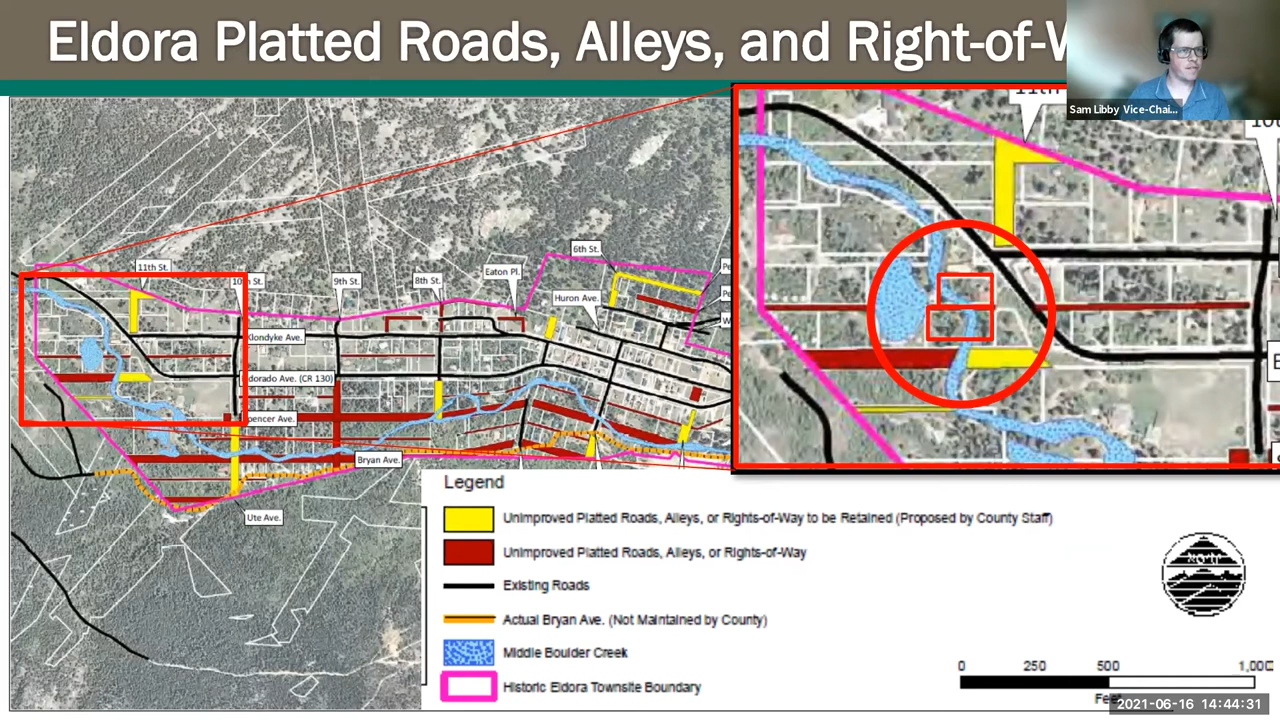 Eldora Platted Roads, Alleys, and Right-of-W
Sam Libby Vice-Chai...
11th
6th St.
11th St.
10th St.
9th St.
8th St.
Eaton Pl.
Huron Ave.
Klondyke Ave.
Eldorado Ave. (CR 130)
Spencer Ave.
Bryan Ave.
Ute Ave.
Legend
Unimproved Platted Roads, Alleys, or Rights-of-Way to be Retained (Proposed by County Staff)
Unimproved Platted Roads, Alleys, or Rights-of-Way
Existing Roads
Actual Bryan Ave. (Not Maintained by County)
Middle Boulder Creek
Historic Eldora Townsite Boundary
0 250 500 1,000
Feet
2021-06-16 14:44:31